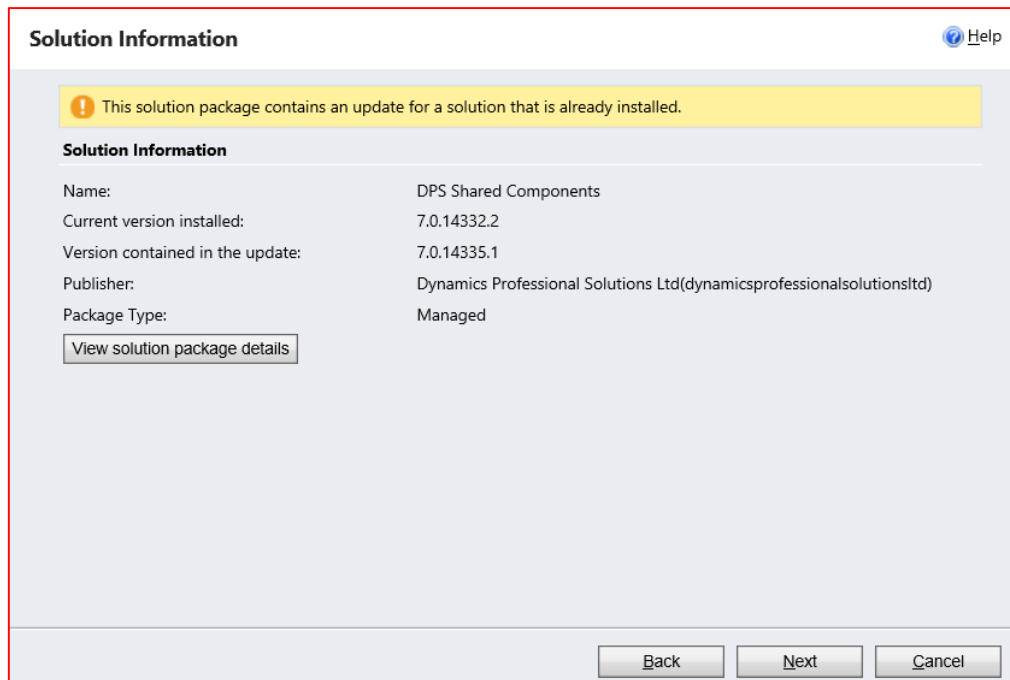 Solution Information
Help
This solution package contains an update for a solution that is already installed.
Solution Information
Name: DPS Shared Components
Current version installed: 7.0.14332.2
Version contained in the update: 7.0.14335.1
Publisher: Dynamics Professional Solutions Ltd(dynamicsprofessionalsolutionsltd)
Package Type: Managed
View solution package details
Back Next Cancel